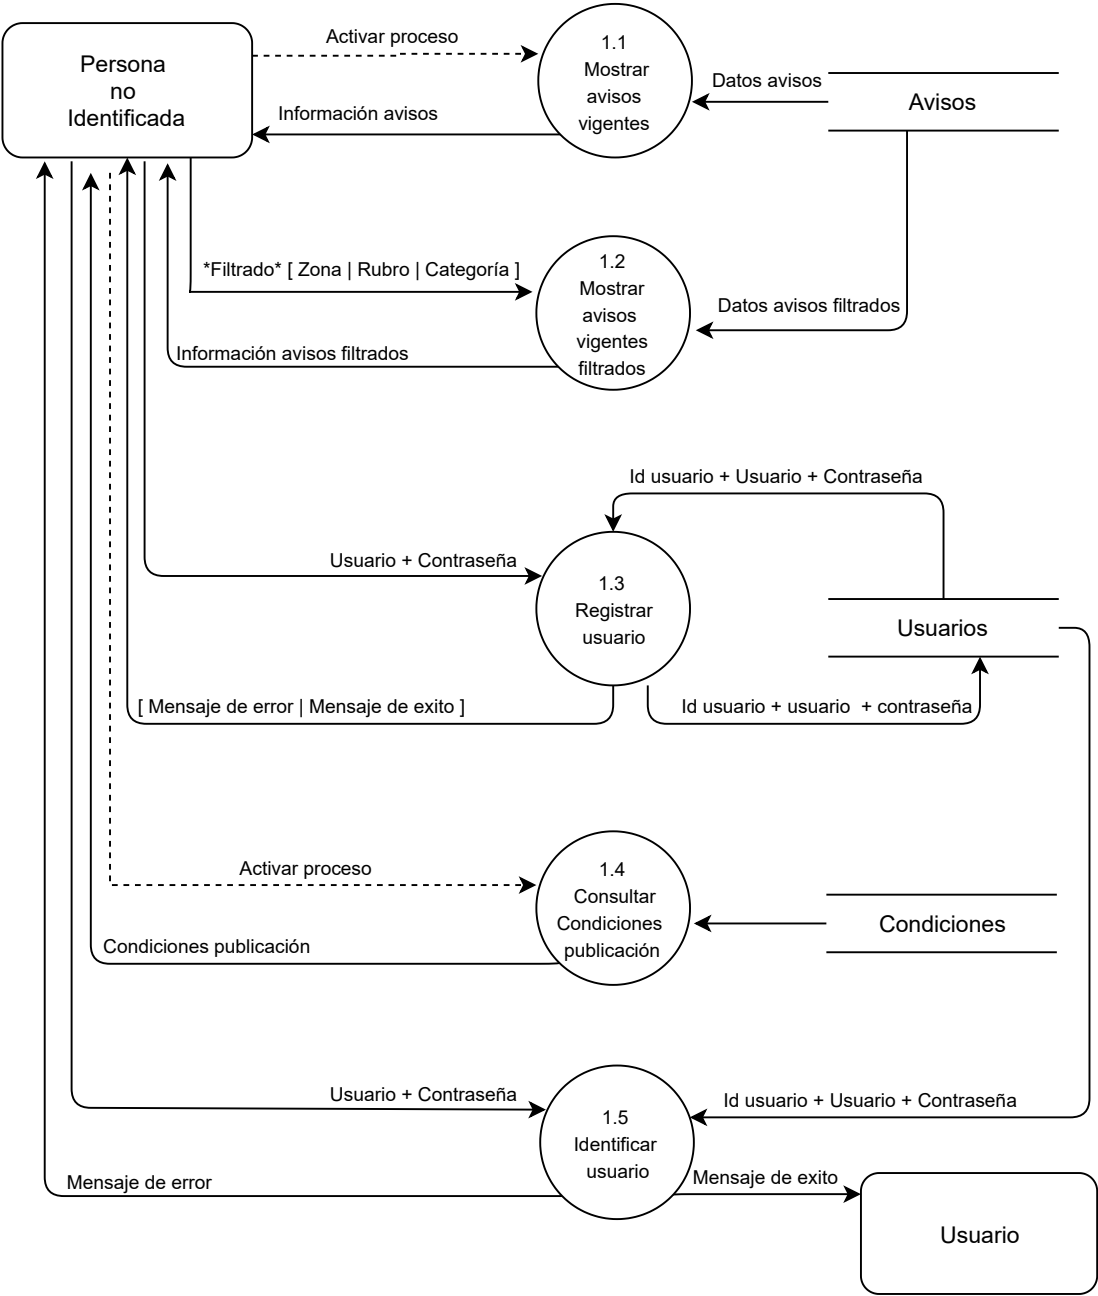 Persona
no
Identificada
Activar proceso
1.1
Mostrar
avisos
vigentes
Datos avisos
Avisos
Información avisos
*Filtrado* [ Zona | Rubro | Categoría ]
1.2
Mostrar
avisos
vigentes
filtrados
Datos avisos filtrados
Información avisos filtrados
Id usuario + Usuario + Contraseña
Usuario + Contraseña
1.3
Registrar
usuario
Usuarios
[ Mensaje de error | Mensaje de exito ]
Id usuario + usuario  + contraseña
Activar proceso
1.4
Consultar
Condiciones
publicación
Condiciones
Condiciones publicación
Usuario + Contraseña
1.5
Identificar
usuario
Id usuario + Usuario + Contraseña
Mensaje de error
Mensaje de exito
Usuario